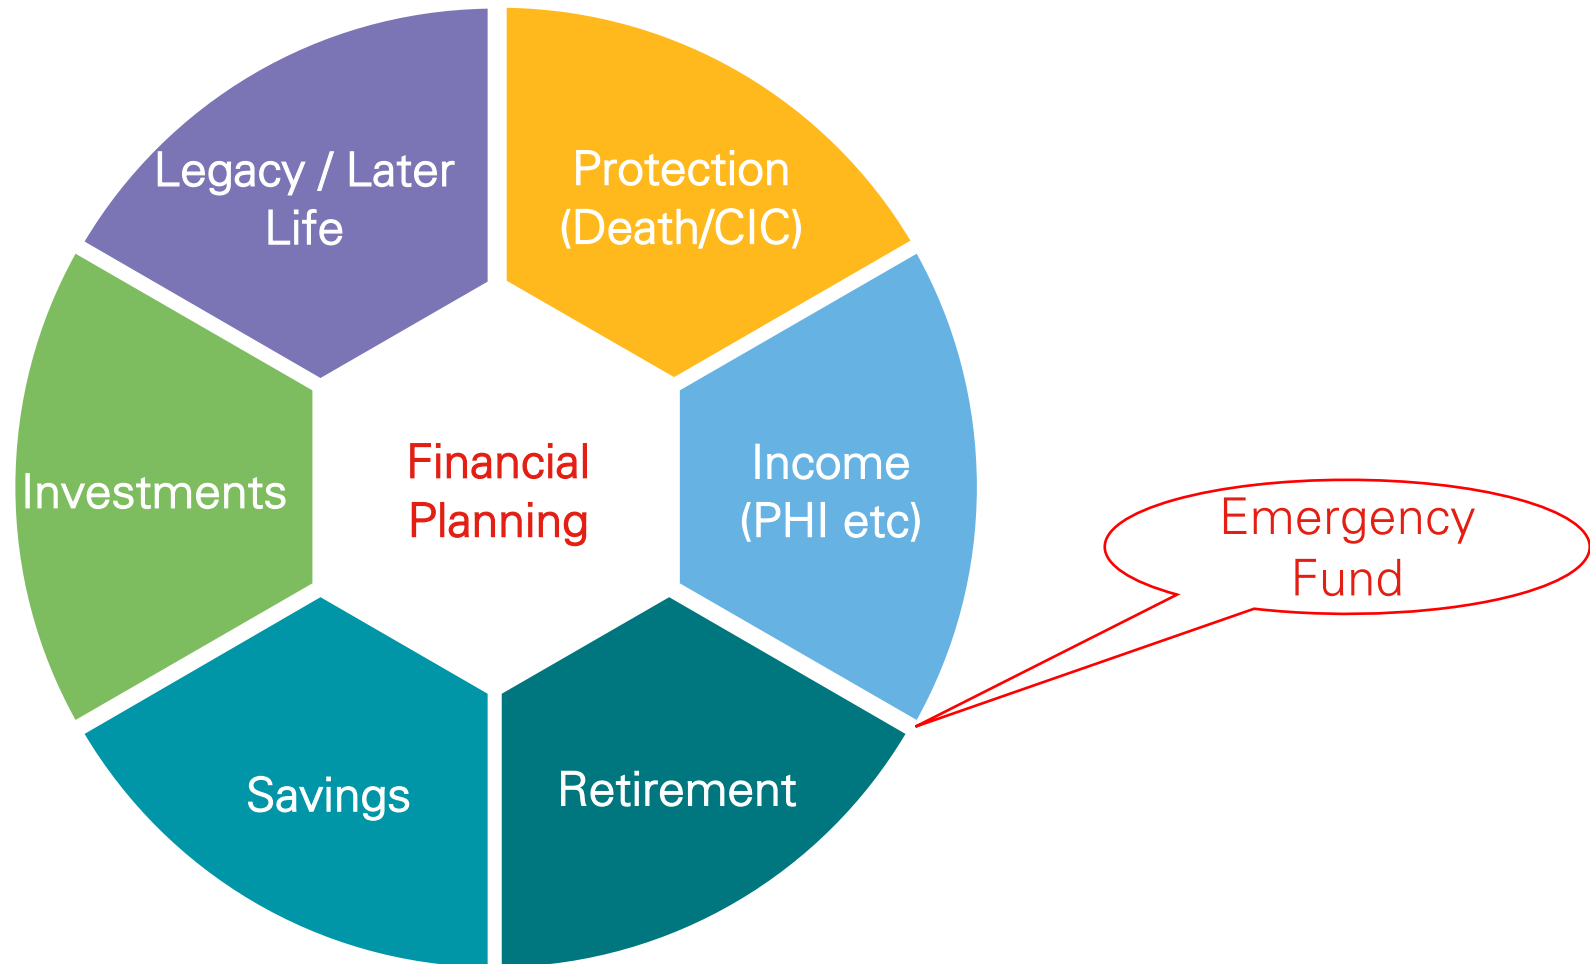 Legacy / Later
Life
Protection
(Death/CIC)
Investments
Financial
Planning
Income
(PHI etc)
Emergency
Fund
Savings
Retirement